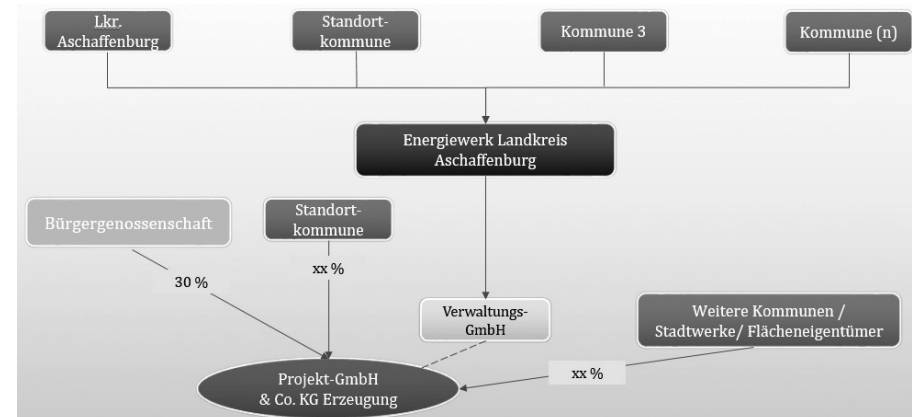 Lkr.
Aschaffenburg
Standort-
kommune
Kommune 3
Kommune (n)
Energiewerk Landkreis
Aschaffenburg
Bürgergenossenschaft
Standort-
kommune
30 %
xx %
Verwaltungs-
GmbH
Weitere Kommunen /
Stadtwerke/ Flächeneigentümer
Projekt-GmbH
& Co. KG Erzeugung
xx %